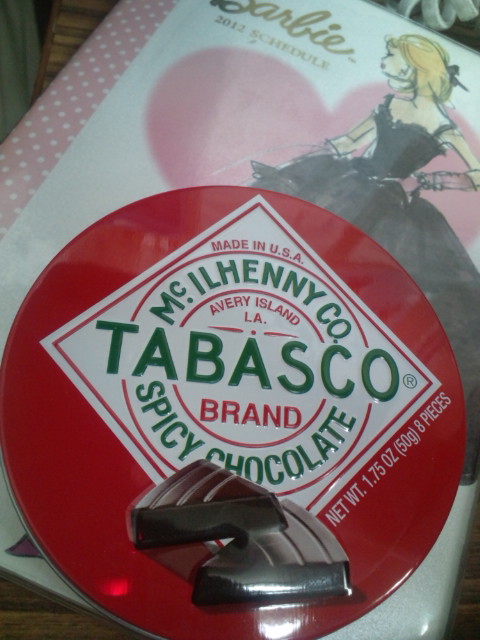 Barbie™
2012 SCHEDULE
MADE IN U.S.A.
McILHENNY CO.
AVERY ISLAND
LA.
TABASCO®
BRAND
SPICY CHOCOLATE
NET WT. 1.75 OZ (50g) 8 PIECES